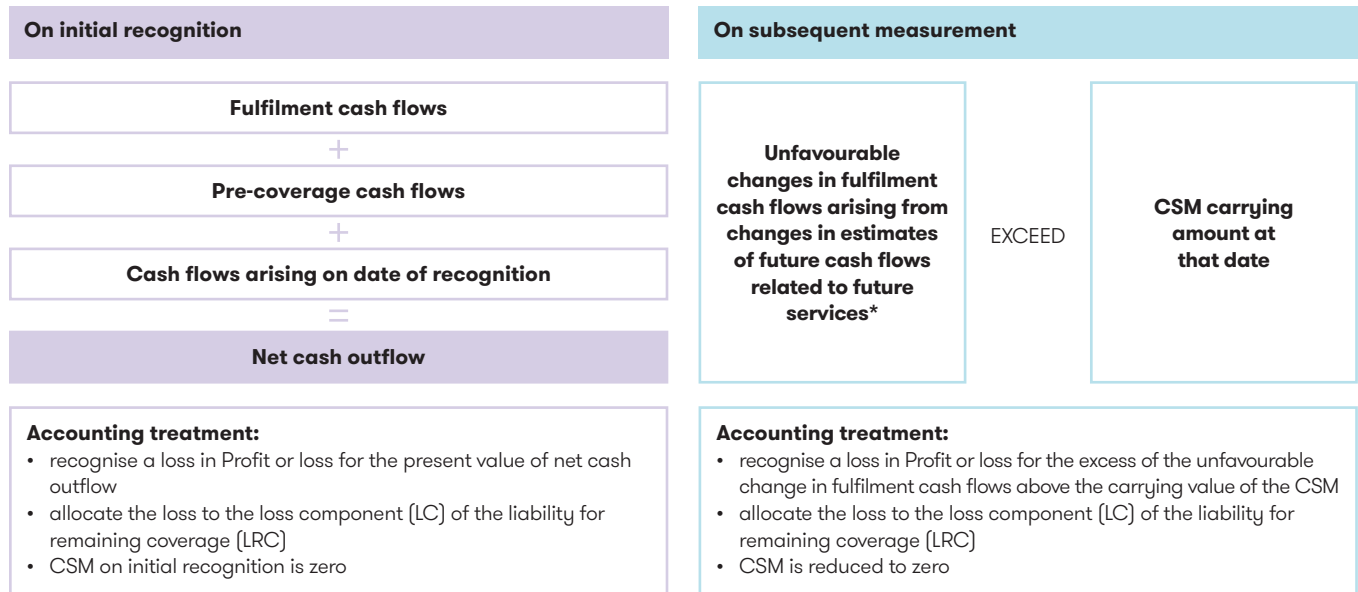 On initial recognition
Fulfilment cash flows
+
Pre-coverage cash flows
+
Cash flows arising on date of recognition
=
Net cash outflow
Accounting treatment:
• recognise a loss in Profit or loss for the present value of net cash
outflow
• allocate the loss to the loss component (LC) of the liability for
remaining coverage (LRC)
• CSM on initial recognition is zero
On subsequent measurement
Unfavourable
changes in fulfilment
cash flows arising from
changes in estimates
of future cash flows
related to future
services*
EXCEED
CSM carrying
amount at
that date
Accounting treatment:
• recognise a loss in Profit or loss for the excess of the unfavourable
change in fulfilment cash flows above the carrying value of the CSM
• allocate the loss to the loss component (LC) of the liability for
remaining coverage (LRC)
• CSM is reduced to zero